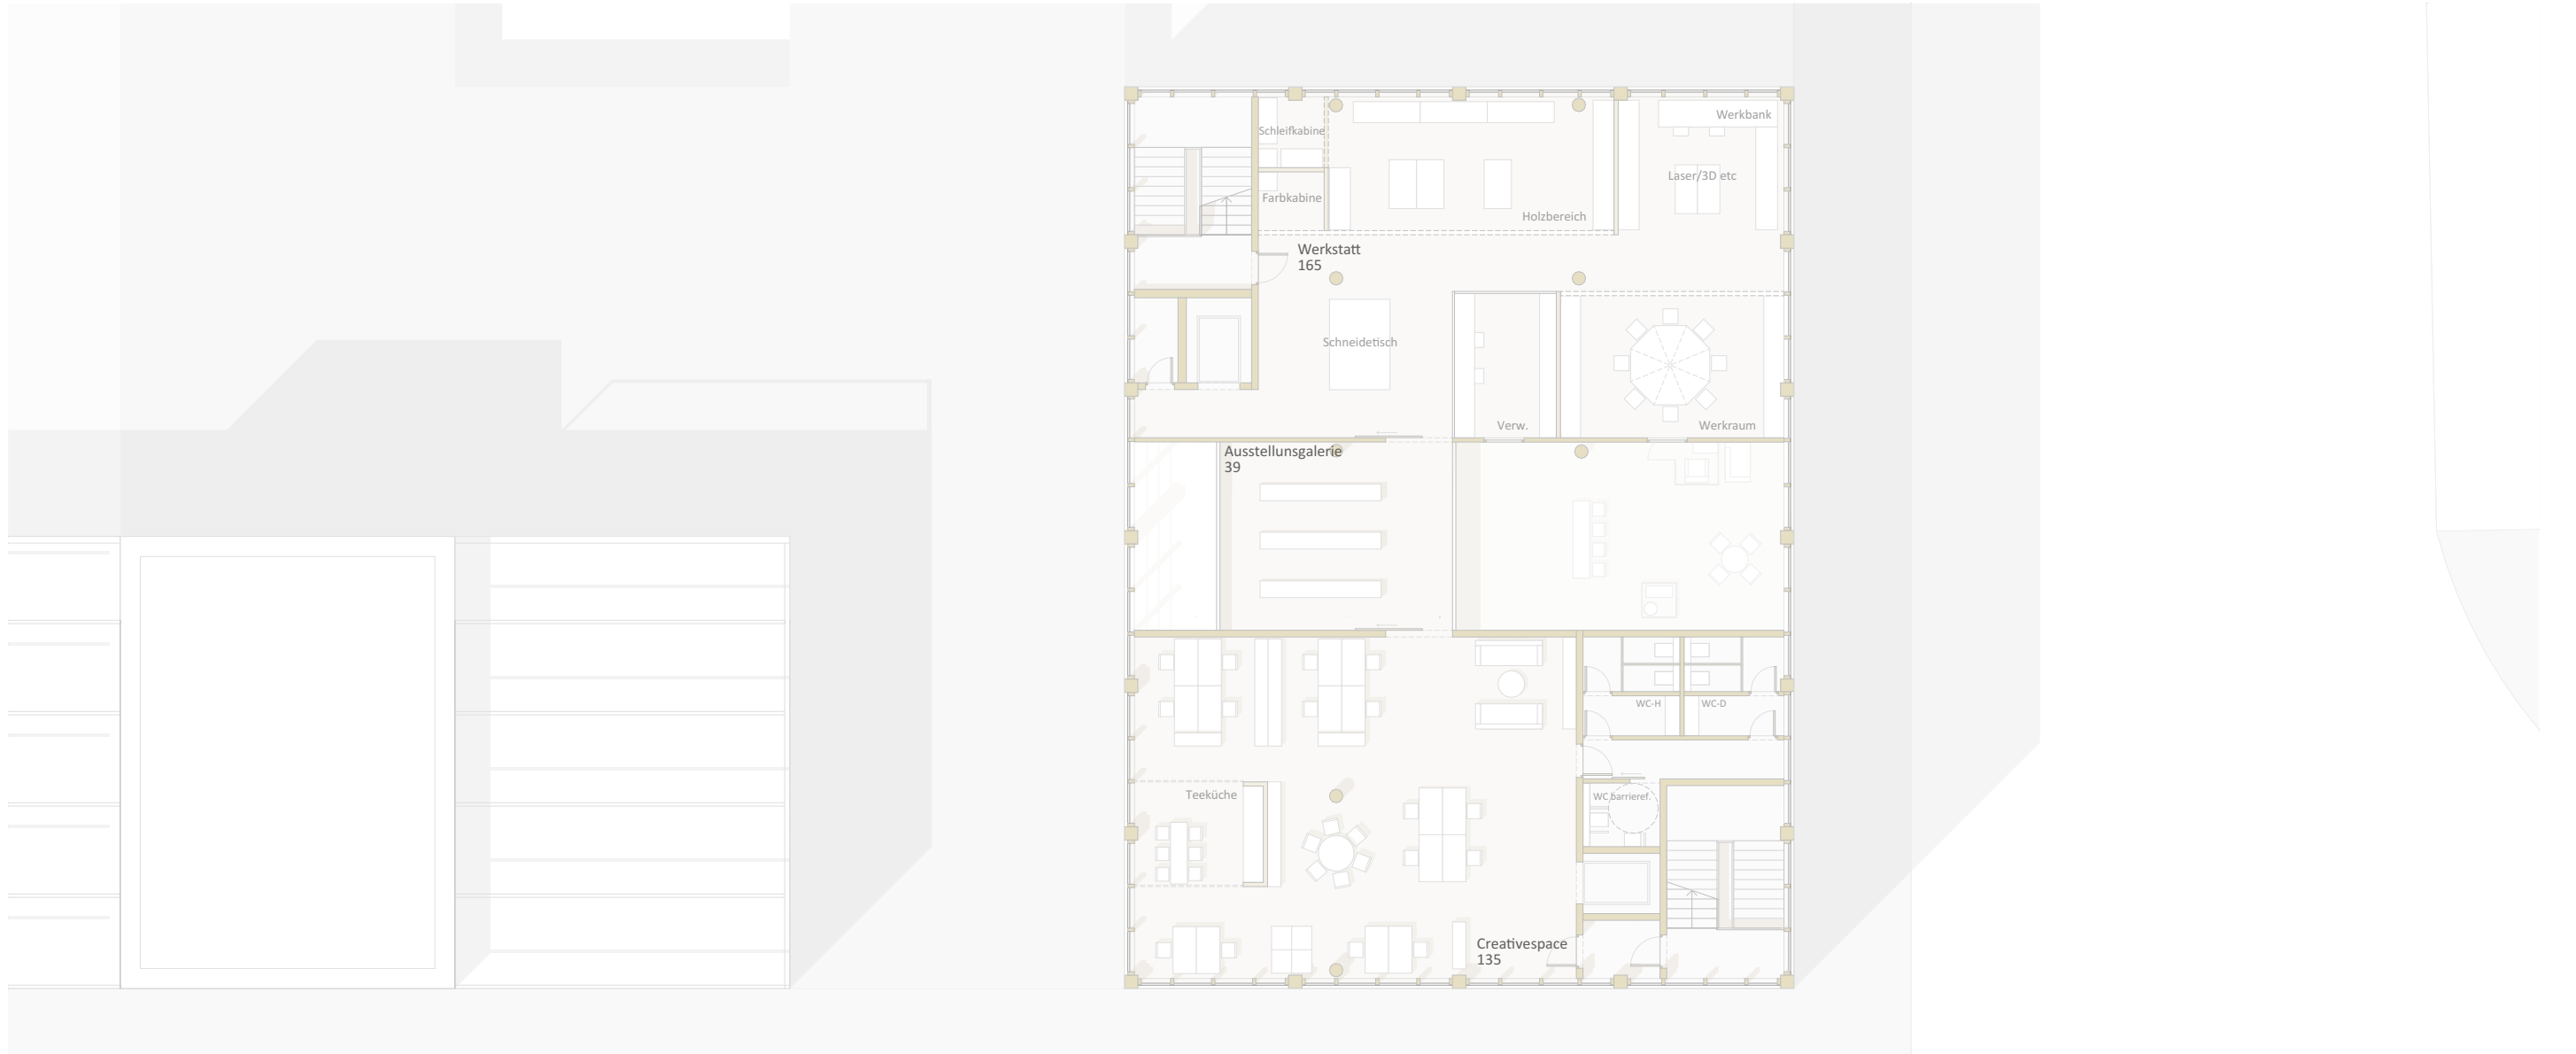 Werkbank
Schleifkabine
Laser/3D etc
Farbkabine
Holzbereich
Werkstatt
165
Schneidetisch
Verw.
Werkraum
Ausstellunsgalerie
39
WC-H
WC-D
Teeküche
WC barrieref.
Creativespace
135